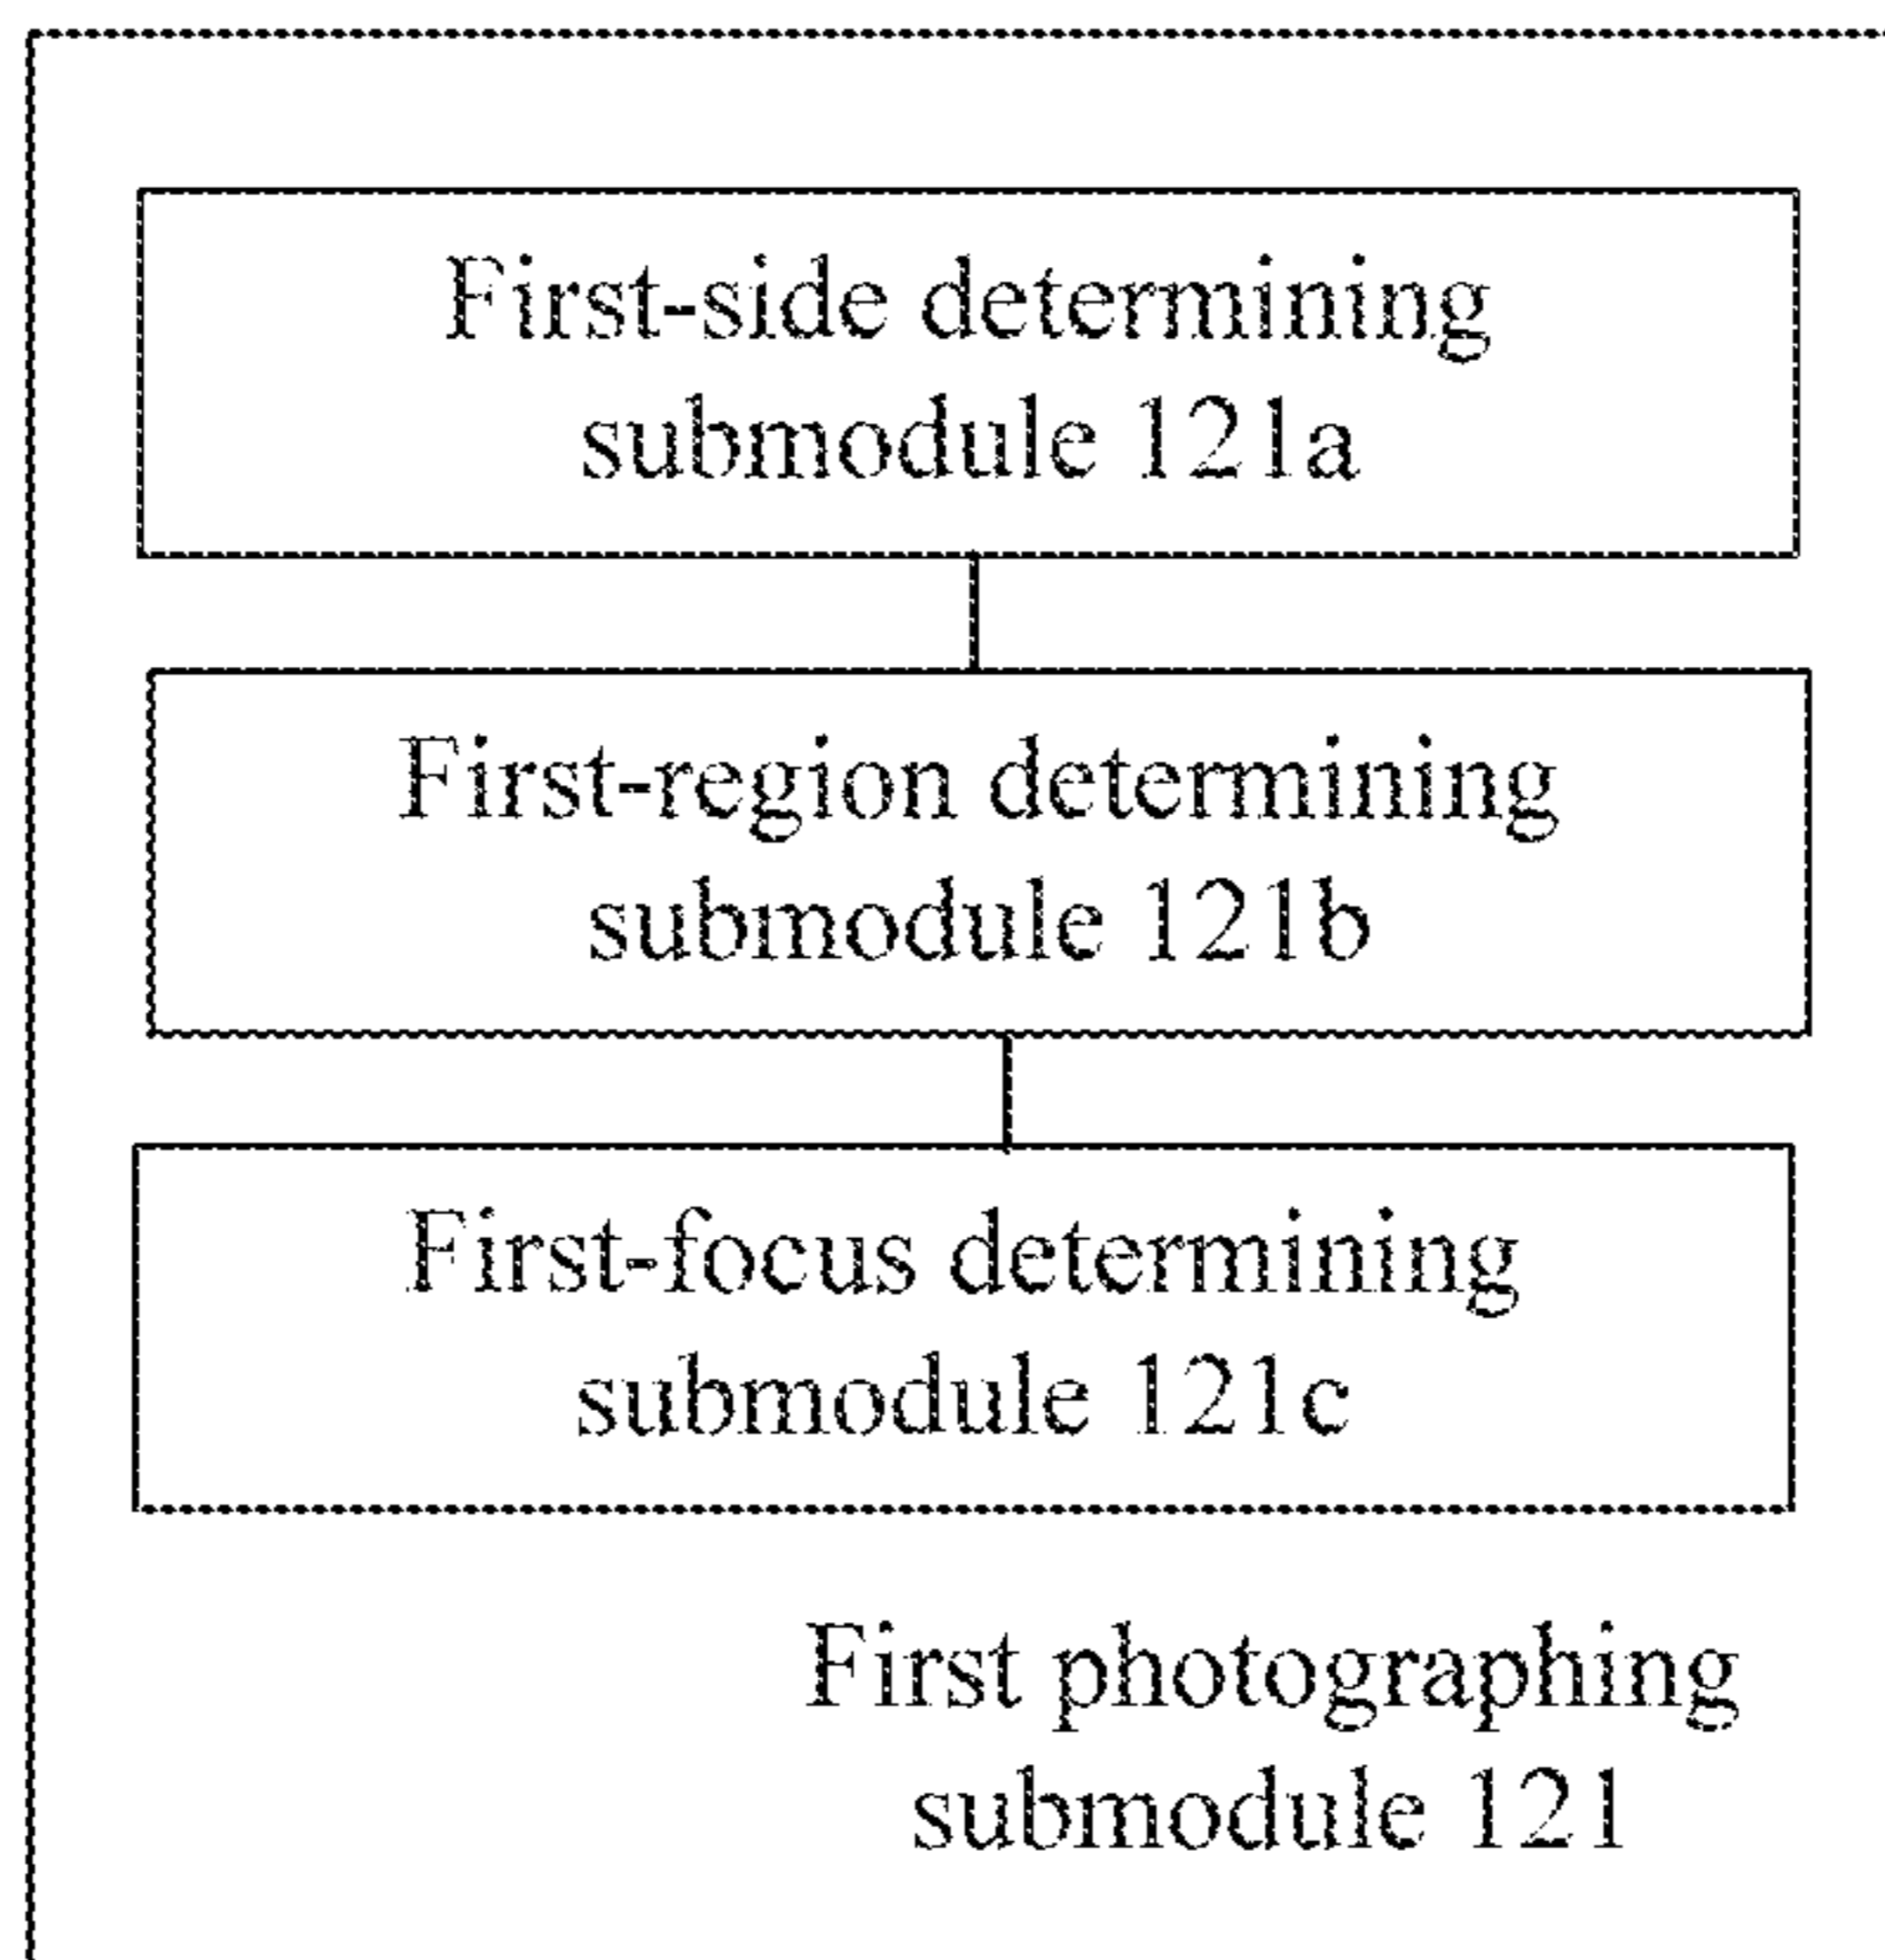 First-side determining
submodule 121a
First-region determining
submodule 121b
First-focus determining
submodule 121c
First photographing
submodule 121